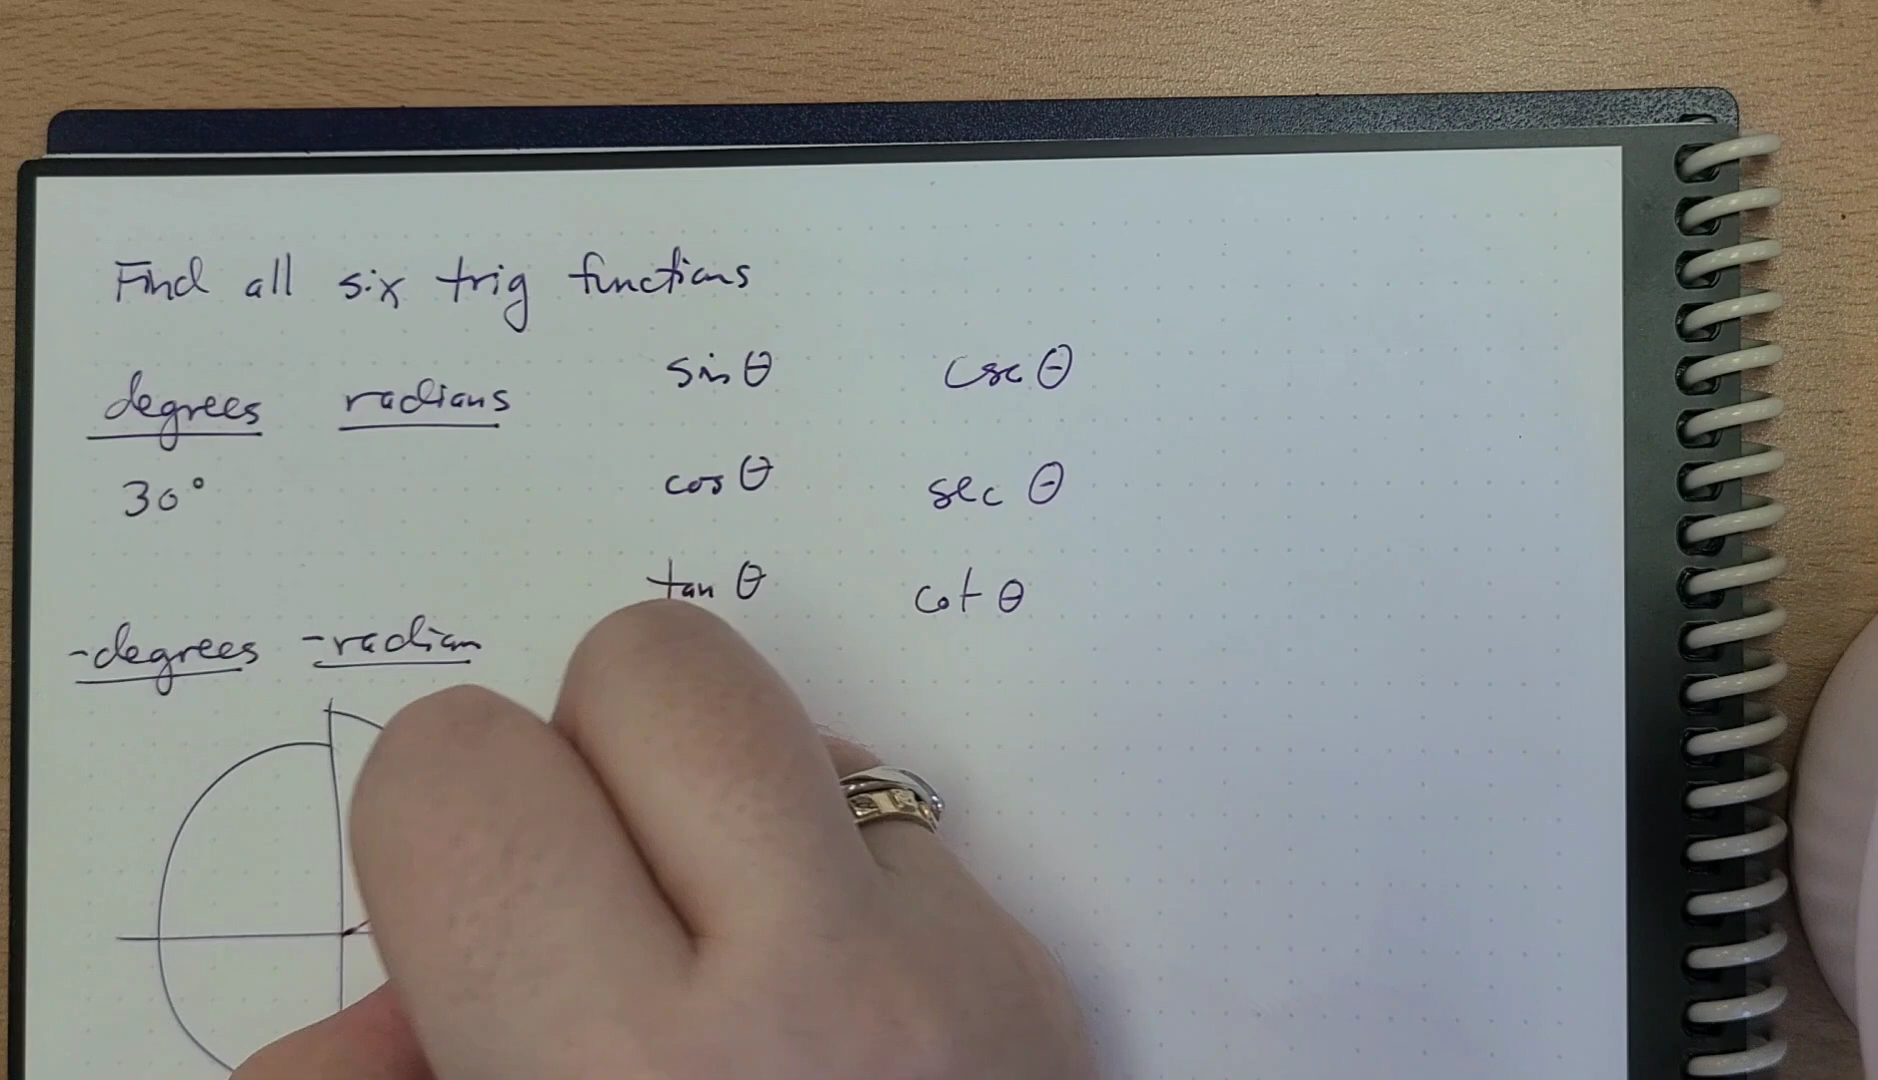 Find all six trig functions
degrees radians sin θ csc θ
30° cos θ sec θ
tan θ cot θ
-degrees -radian